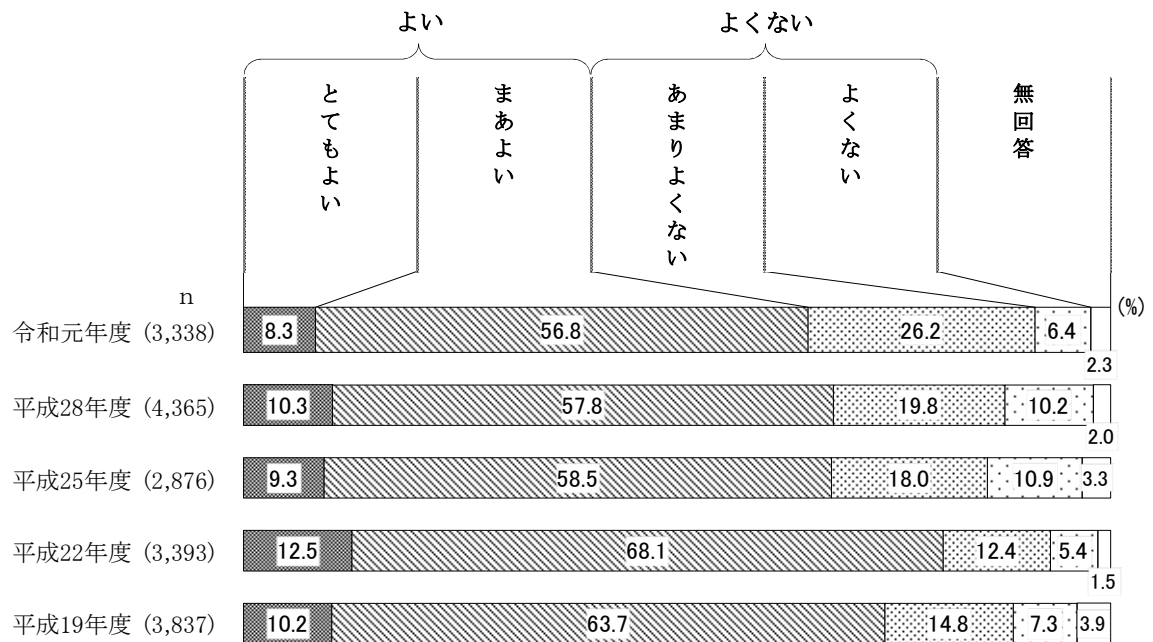 よい よくない
とてもよい まあよい あまりよくない よくない 無回答
n
(%)
令和元年度 (3,338) 8.3 56.8 26.2 6.4 2.3
平成28年度 (4,365) 10.3 57.8 19.8 10.2 2.0
平成25年度 (2,876) 9.3 58.5 18.0 10.9 3.3
平成22年度 (3,393) 12.5 68.1 12.4 5.4 1.5
平成19年度 (3,837) 10.2 63.7 14.8 7.3 3.9